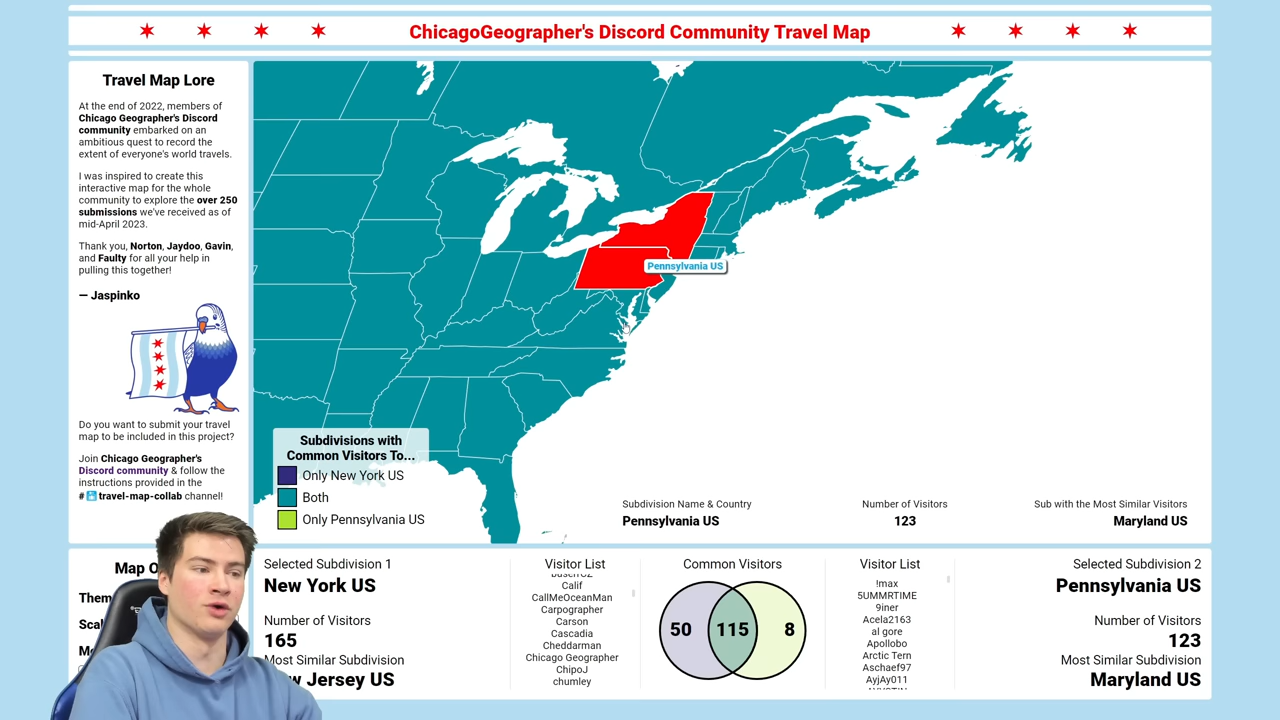 ChicagoGeographer's Discord Community Travel Map
Travel Map Lore
At the end of 2022, members of
Chicago Geographer's Discord
community embarked on an
ambitious quest to record the
extent of everyone's world travels.
I was inspired to create this
interactive map for the whole
community to explore the over 250
submissions we've received as of
mid-April 2023.
Thank you, Norton, Jaydoo, Gavin,
and Faulty for all your help in
pulling this together!
— Jaspinko
Do you want to submit your travel
map to be included in this project?
Join Chicago Geographer's
Discord community & follow the
instructions provided in the
# travel-map-collab channel!
Pennsylvania US
Subdivisions with
Common Visitors To...
Only New York US
Both
Only Pennsylvania US
Subdivision Name & Country
Pennsylvania US
Number of Visitors
123
Sub with the Most Similar Visitors
Maryland US
Map O
Them
Scal
Mo
Selected Subdivision 1
New York US
Number of Visitors
165
Most Similar Subdivision
w Jersey US
Visitor List
Calif
CallMeOceanMan
Carpographer
Carson
Cascadia
Cheddarman
Chicago Geographer
ChipoJ
chumley
Common Visitors
50
115
8
Visitor List
!max
5UMMRTIME
9iner
Acela2163
al gore
Apollobo
Arctic Tern
Aschaef97
AyjAy011
Selected Subdivision 2
Pennsylvania US
Number of Visitors
123
Most Similar Subdivision
Maryland US